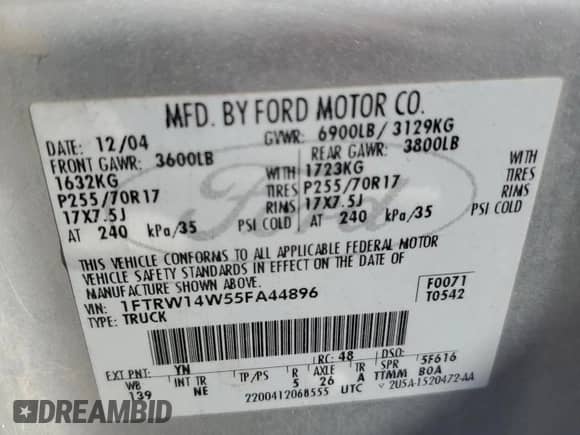 MFD. BY FORD MOTOR CO.
DATE: 12/04 GVWR: 6900LB/ 3129KG
FRONT GAWR: 3600LB REAR GAWR: 3800LB
1632KG WITH 1723KG WITH
P255/70R17 TIRES P255/70R17 TIRES
17X7.5J RIMS 17X7.5J RIMS
AT 240 kPa/35 PSI COLD AT 240 kPa/35 PSI COLD
THIS VEHICLE CONFORMS TO ALL APPLICABLE FEDERAL MOTOR
VEHICLE SAFETY STANDARDS IN EFFECT ON THE DATE OF
MANUFACTURE SHOWN ABOVE.
VIN: 1FTRW14W55FA44896 F0071
TYPE: TRUCK T0542
EXT PNT: YN RC: 48 DSO:
WB INT TR TP/PS R AXLE TR SPR 5F616
139 NE 5 26 A TTMM BOA
2200412068555 UTC 2U5A-1520472-AA
Ford
DREAMBID